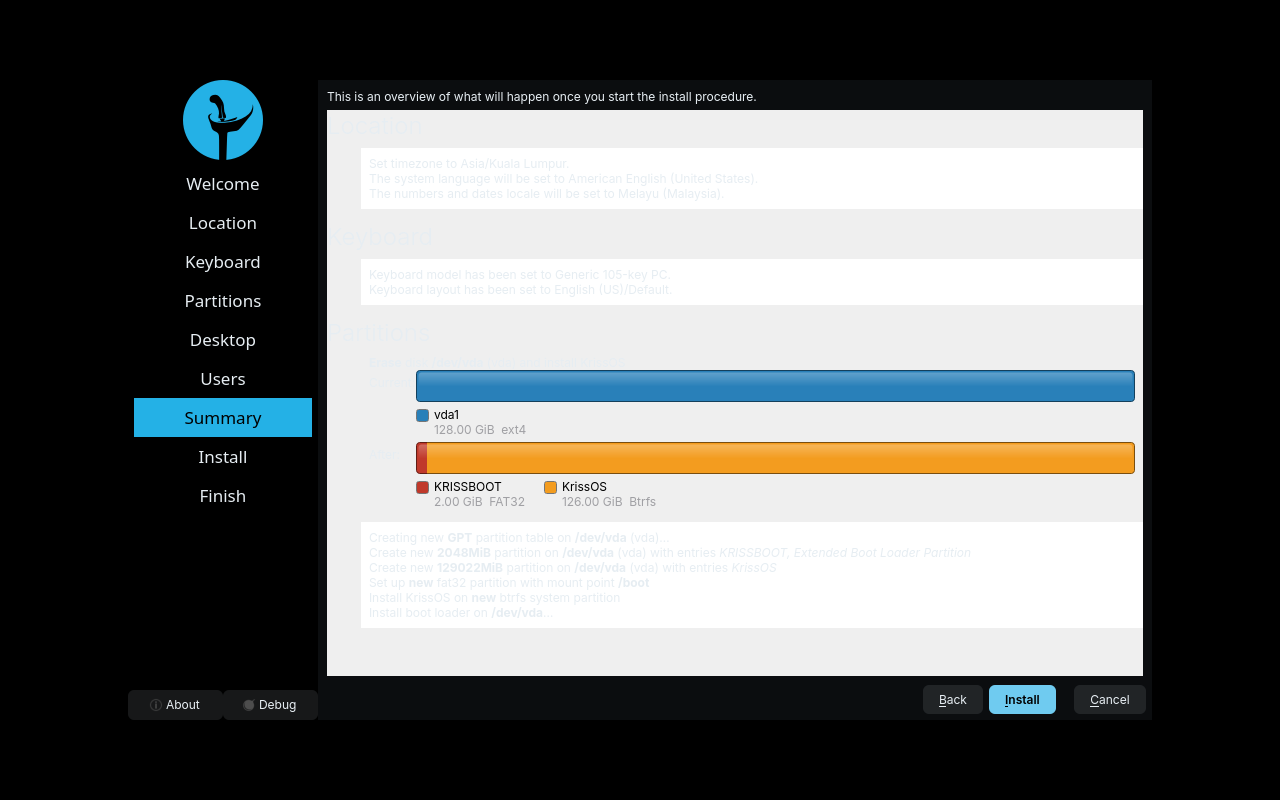 This is an overview of what will happen once you start the install procedure.
Welcome
Location
Keyboard
Partitions
Desktop
Users
Summary
Install
Finish
About
Debug
Location
Set timezone to Asia/Kuala Lumpur.
The system language will be set to American English (United States).
The numbers and dates locale will be set to Melayu (Malaysia).
Keyboard
Keyboard model has been set to Generic 105-key PC.
Keyboard layout has been set to English (US)/Default.
Partitions
vda1
128.00 GiB ext4
KRISSBOOT KrissOS
2.00 GiB FAT32 126.00 GiB Btrfs
Creating new GPT partition table on /dev/vda (vda)…
Create new 2048MiB partition on /dev/vda (vda) with entries KRISSBOOT, Extended Boot Loader Partition
Create new 129022MiB partition on /dev/vda (vda) with entries KrissOS
Set up new fat32 partition with mount point /boot
Install KrissOS on new btrfs system partition
Install boot loader on /dev/vda…
Back
Install
Cancel